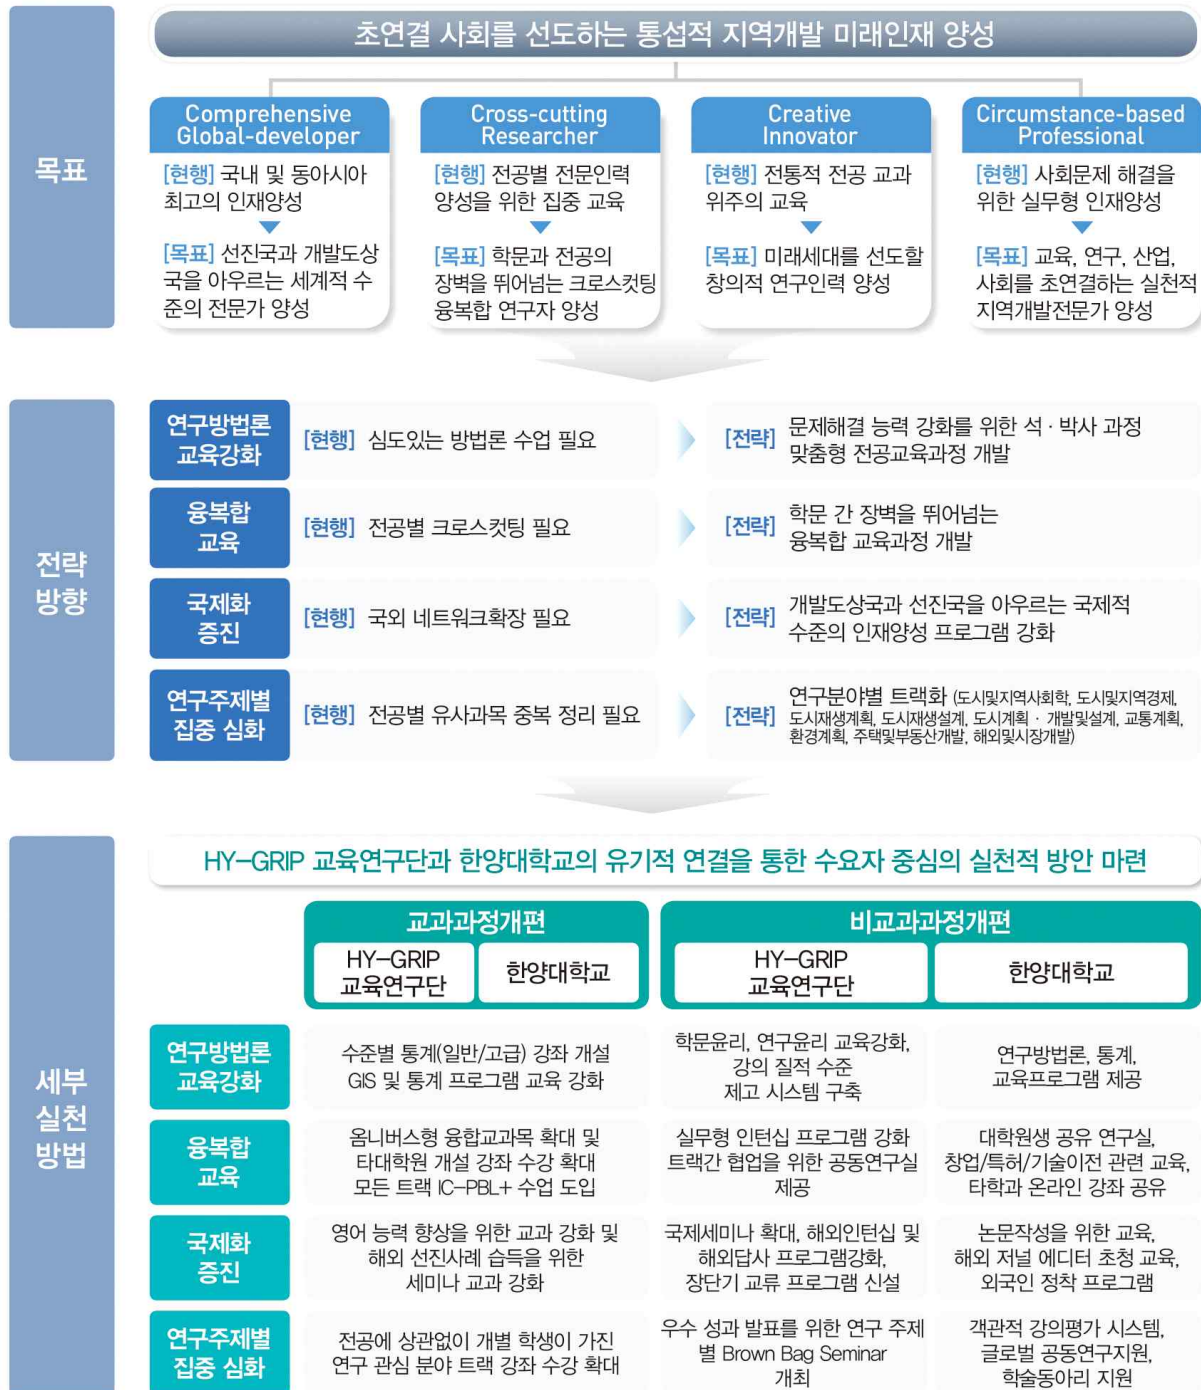 초연결 사회를 선도하는 통섭적 지역개발 미래인재 양성
목표
Comprehensive
Global-developer
[현행] 국내 및 동아시아
최고의 인재양성
[목표] 선진국과 개발도상
국을 아우르는 세계적 수
준의 전문가 양성
Cross-cutting
Researcher
[현행] 전공별 전문인력
양성을 위한 집중 교육
[목표] 학문과 전공의
장벽을 뛰어넘는 크로스컷팅
융복합 연구자 양성
Creative
Innovator
[현행] 전통적 전공 교과
위주의 교육
[목표] 미래세대를 선도할
창의적 연구인력 양성
Circumstance-based
Professional
[현행] 사회문제 해결을
위한 실무형 인재양성
[목표] 교육, 연구, 산업,
사회를 초연결하는 실천적
지역개발전문가 양성
전략
방향
연구방법론
교육강화
[현행] 심도있는 방법론 수업 필요
[전략] 문제해결 능력 강화를 위한 석 · 박사 과정
맞춤형 전공교육과정 개발
융복합
교육
[현행] 전공별 크로스컷팅 필요
[전략] 학문 간 장벽을 뛰어넘는
융복합 교육과정 개발
국제화
증진
[현행] 국외 네트워크확장 필요
[전략] 개발도상국과 선진국을 아우르는 국제적
수준의 인재양성 프로그램 강화
연구주제별
집중 심화
[현행] 전공별 유사과목 중복 정리 필요
[전략] 연구분야별 트랙화 (도시및지역사회학, 도시및지역경제,
도시재생계획, 도시재생설계, 도시계획 · 개발및설계, 교통계획,
환경계획, 주택및부동산개발, 해외및시장개발)
세부
실천
방법
HY-GRIP 교육연구단과 한양대학교의 유기적 연결을 통한 수요자 중심의 실천적 방안 마련
교과과정개편
HY-GRIP
교육연구단
한양대학교
비교과과정개편
HY-GRIP
교육연구단
한양대학교
연구방법론
교육강화
수준별 통계(일반/고급) 강좌 개설
GIS 및 통계 프로그램 교육 강화
학문윤리, 연구윤리 교육강화,
강의 질적 수준
제고 시스템 구축
연구방법론, 통계,
교육프로그램 제공
융복합
교육
옴니버스형 융합교과목 확대 및
타대학원 개설 강좌 수강 확대
모든 트랙 IC-PBL+ 수업 도입
실무형 인턴십 프로그램 강화
트랙간 협업을 위한 공동연구실
제공
대학원생 공유 연구실,
창업/특허/기술이전 관련 교육,
타학과 온라인 강좌 공유
국제화
증진
영어 능력 향상을 위한 교과 강화 및
해외 선진사례 습득을 위한
세미나 교과 강화
국제세미나 확대, 해외인턴십 및
해외답사 프로그램강화,
장단기 교류 프로그램 신설
논문작성을 위한 교육,
해외 저널 에디터 초청 교육,
외국인 정착 프로그램
연구주제별
집중 심화
전공에 상관없이 개별 학생이 가진
연구 관심 분야 트랙 강좌 수강 확대
우수 성과 발표를 위한 연구 주제
별 Brown Bag Seminar
개최
객관적 강의평가 시스템,
글로벌 공동연구지원,
학술동아리 지원